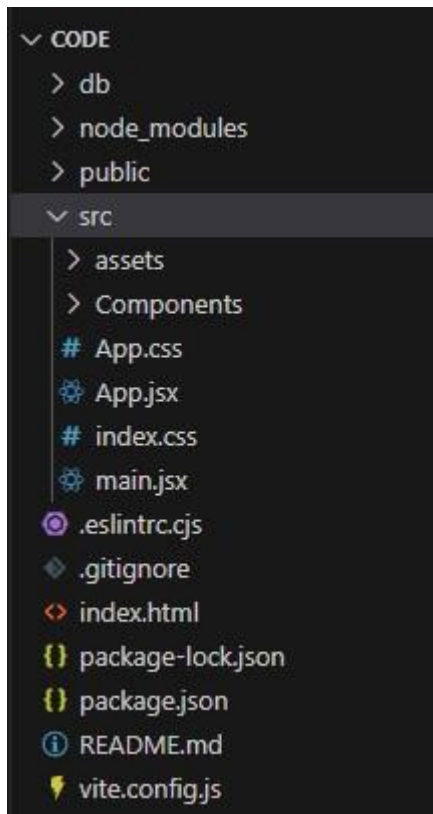 CODE
db
node_modules
public
src
assets
Components
App.css
App.jsx
index.css
main.jsx
.eslintrc.cjs
.gitignore
index.html
package-lock.json
package.json
README.md
vite.config.js